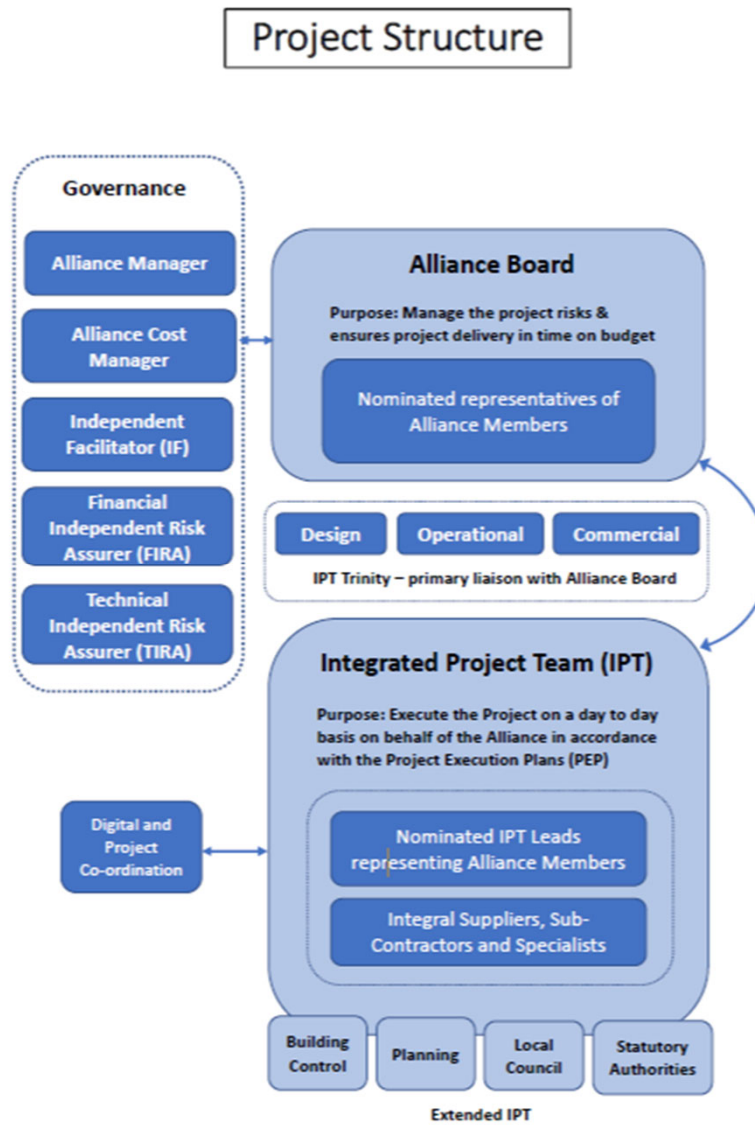 Project Structure
Governance
Alliance Manager
Alliance Cost
Manager
Independent
Facilitator (IF)
Financial
Independent Risk
Assurer (FIRA)
Technical
Independent Risk
Assurer (TIRA)
Alliance Board
Purpose: Manage the project risks &
ensures project delivery in time on budget
Nominated representatives of
Alliance Members
Design
Operational
Commercial
IPT Trinity – primary liaison with Alliance Board
Integrated Project Team (IPT)
Purpose: Execute the Project on a day to day
basis on behalf of the Alliance in accordance
with the Project Execution Plans (PEP)
Nominated IPT Leads
representing Alliance Members
Integral Suppliers, Sub-
Contractors and Specialists
Digital and
Project
Co-ordination
Building
Control
Planning
Local
Council
Statutory
Authorities
Extended IPT